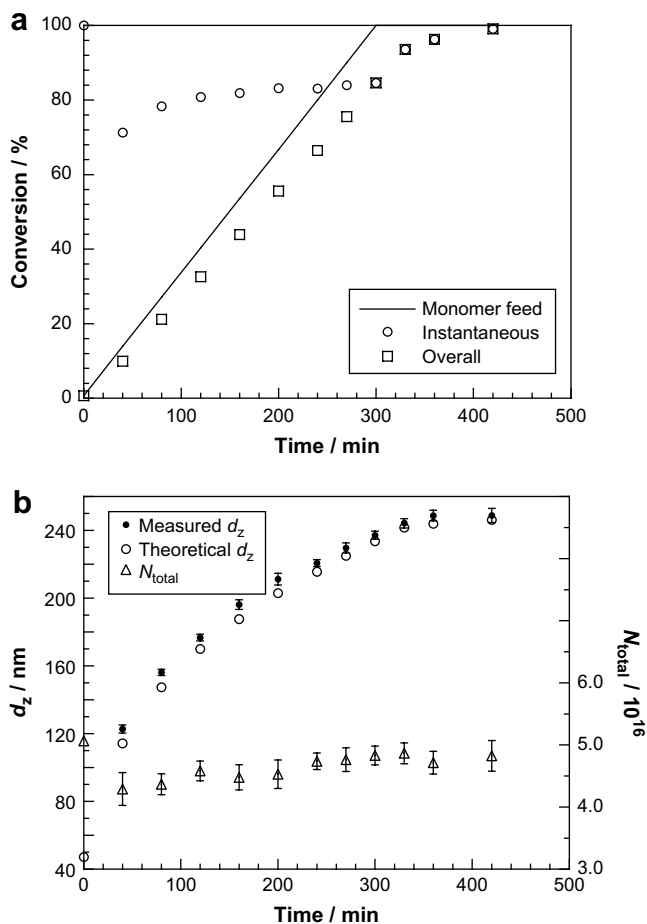 a
100
80
60
40
20
0
Conversion / %
Monomer feed
Instantaneous
Overall
0 100 200 300 400 500
Time / min
b
Measured dz
Theoretical dz
Ntotal
240
200
160
120
80
40
dz / nm
6.0
5.0
4.0
3.0
Ntotal / 10^16
0 100 200 300 400 500
Time / min